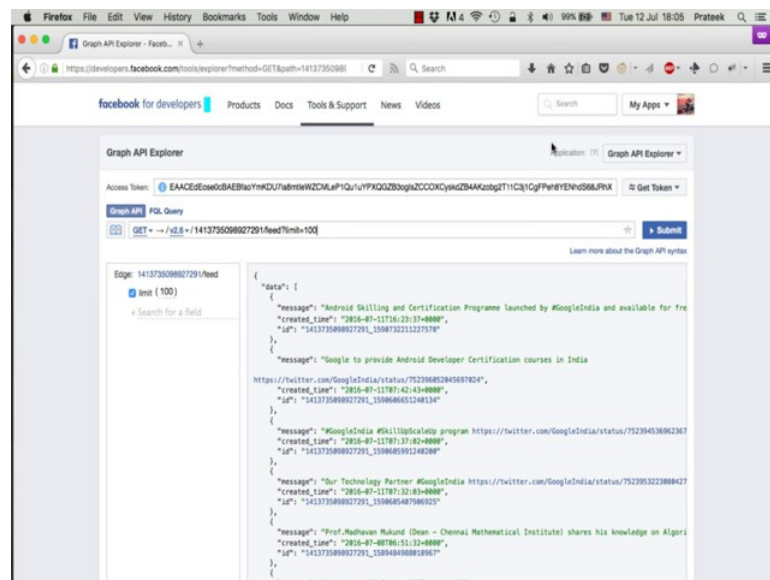 Firefox File Edit View History Bookmarks Tools Window Help 4 99% Tue 12 Jul 18:05 Prateek
Graph API Explorer - Faceb... × +
https://developers.facebook.com/tools/explorer?method=GET&path=1413735098 Search
facebook for developers Products Docs Tools & Support News Videos Search My Apps
Graph API Explorer Application: [?] Graph API Explorer
Access Token: Get Token
Graph API FQL Query
GET → /v2.6 /1413735098927291/feed?limit=100 Submit
Learn more about the Graph API syntax
Edge: 1413735098927291/feed
limit (100)
Search for a field
{
"data": [
{
"message": "Android Skilling and Certification Programme launched by #GoogleIndia and available for fre
"created_time": "2016-07-11T16:23:37+0000",
"id": "1413735098927291_1590732211227578"
},
{
"message": "Google to provide Android Developer Certification courses in India
https://twitter.com/GoogleIndia/status/752396052045697024",
"created_time": "2016-07-11T07:42:43+0000",
"id": "1413735098927291_1590606651240134"
},
{
"message": "#GoogleIndia #SkillUpScaleUp program https://twitter.com/GoogleIndia/status/752394536962367
"created_time": "2016-07-11T07:37:02+0000",
"id": "1413735098927291_1590605991240200"
},
{
"message": "Our Technology Partner #GoogleIndia https://twitter.com/GoogleIndia/status/7523953223080427
"created_time": "2016-07-11T07:32:03+0000",
"id": "1413735098927291_1590605407906925"
},
{
"message": "Prof.Madhavan Mukund (Dean - Chennai Mathematical Institute) shares his knowledge on Algori
"created_time": "2016-07-08T06:51:32+0000",
"id": "1413735098927291_1589484988018967"
},